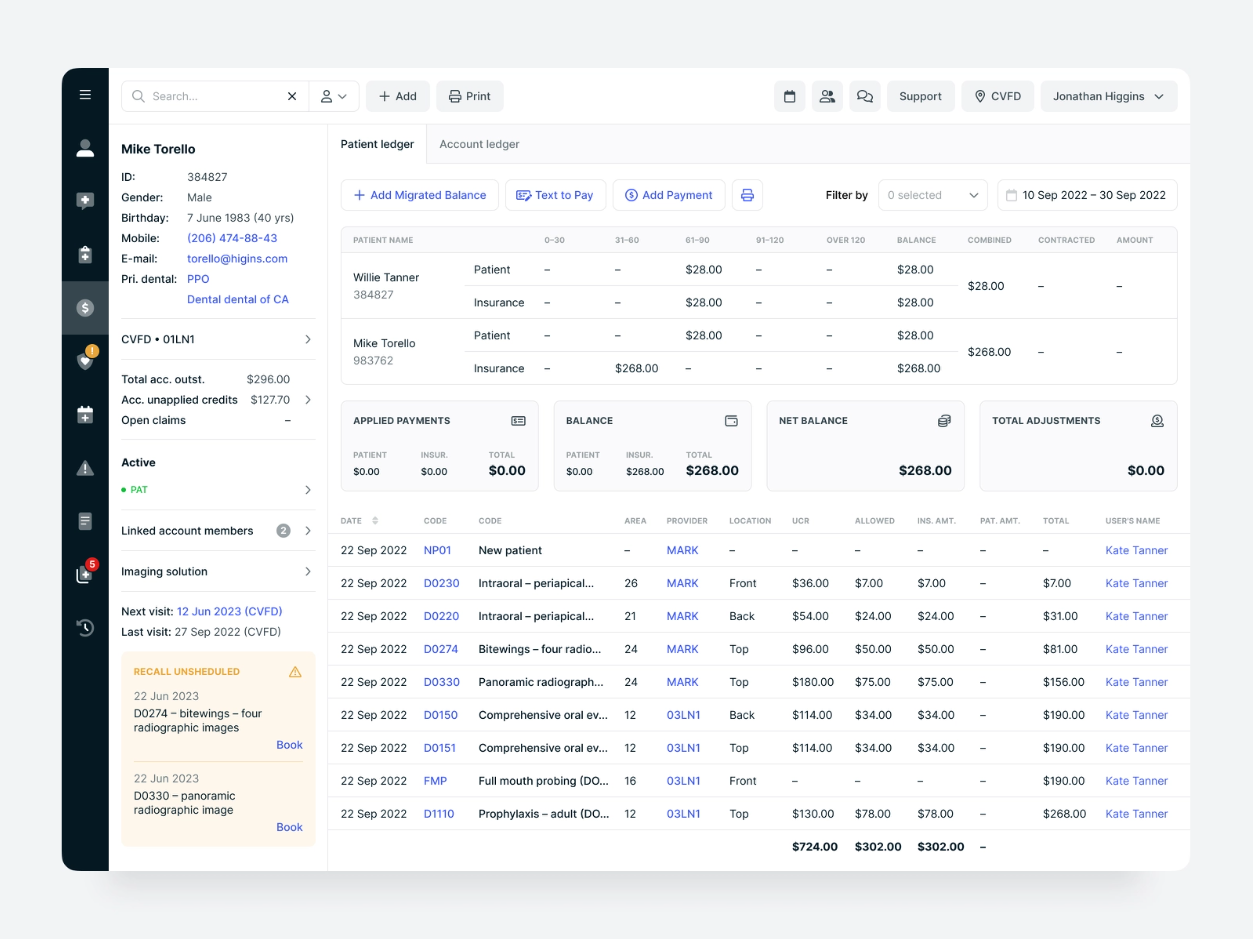 Search...
Add
Print
Support
CVFD
Jonathan Higgins
Mike Torello
ID: 384827
Gender: Male
Birthday: 7 June 1983 (40 yrs)
Mobile: (206) 474-88-43
E-mail: torello@higins.com
Pri. dental: PPO
Dental dental of CA
CVFD • 01LN1
Total acc. outst. $296.00
Acc. unapplied credits $127.70
Open claims –
Active
PAT
Linked account members 2
Imaging solution
Next visit: 12 Jun 2023 (CVFD)
Last visit: 27 Sep 2022 (CVFD)
RECALL UNSHEDULED
22 Jun 2023
D0274 – bitewings – four
radiographic images
Book
22 Jun 2023
D0330 – panoramic
radiographic image
Book
!
5
Patient ledger Account ledger
Add Migrated Balance Text to Pay Add Payment Filter by 0 selected 10 Sep 2022 – 30 Sep 2022
PATIENT NAME 0–30 31–60 61–90 91–120 OVER 120 BALANCE COMBINED CONTRACTED AMOUNT
Willie Tanner
384827
Patient – – $28.00 – – $28.00
Insurance – – $28.00 – – $28.00
$28.00 – –
Mike Torello
983762
Patient – – $28.00 – – $28.00
Insurance – $268.00 – – – $268.00
$268.00 – –
APPLIED PAYMENTS
PATIENT INSUR. TOTAL
$0.00 $0.00 $0.00
BALANCE
PATIENT INSUR. TOTAL
$0.00 $268.00 $268.00
NET BALANCE
$268.00
TOTAL ADJUSTMENTS
$0.00
DATE CODE CODE AREA PROVIDER LOCATION UCR ALLOWED INS. AMT. PAT. AMT. TOTAL USER'S NAME
22 Sep 2022 NP01 New patient – MARK – – – – – – Kate Tanner
22 Sep 2022 D0230 Intraoral – periapical... 26 MARK Front $36.00 $7.00 $7.00 – $7.00 Kate Tanner
22 Sep 2022 D0220 Intraoral – periapical... 21 MARK Back $54.00 $24.00 $24.00 – $31.00 Kate Tanner
22 Sep 2022 D0274 Bitewings – four radio... 24 MARK Top $96.00 $50.00 $50.00 – $81.00 Kate Tanner
22 Sep 2022 D0330 Panoramic radiograph... 24 MARK Top $180.00 $75.00 $75.00 – $156.00 Kate Tanner
22 Sep 2022 D0150 Comprehensive oral ev... 12 03LN1 Back $114.00 $34.00 $34.00 – $190.00 Kate Tanner
22 Sep 2022 D0151 Comprehensive oral ev... 12 03LN1 Top $114.00 $34.00 $34.00 – $190.00 Kate Tanner
22 Sep 2022 FMP Full mouth probing (DO... 16 03LN1 Front – – – – $190.00 Kate Tanner
22 Sep 2022 D1110 Prophylaxis – adult (DO... 12 03LN1 Top $130.00 $78.00 $78.00 – $268.00 Kate Tanner
$724.00 $302.00 $302.00 –